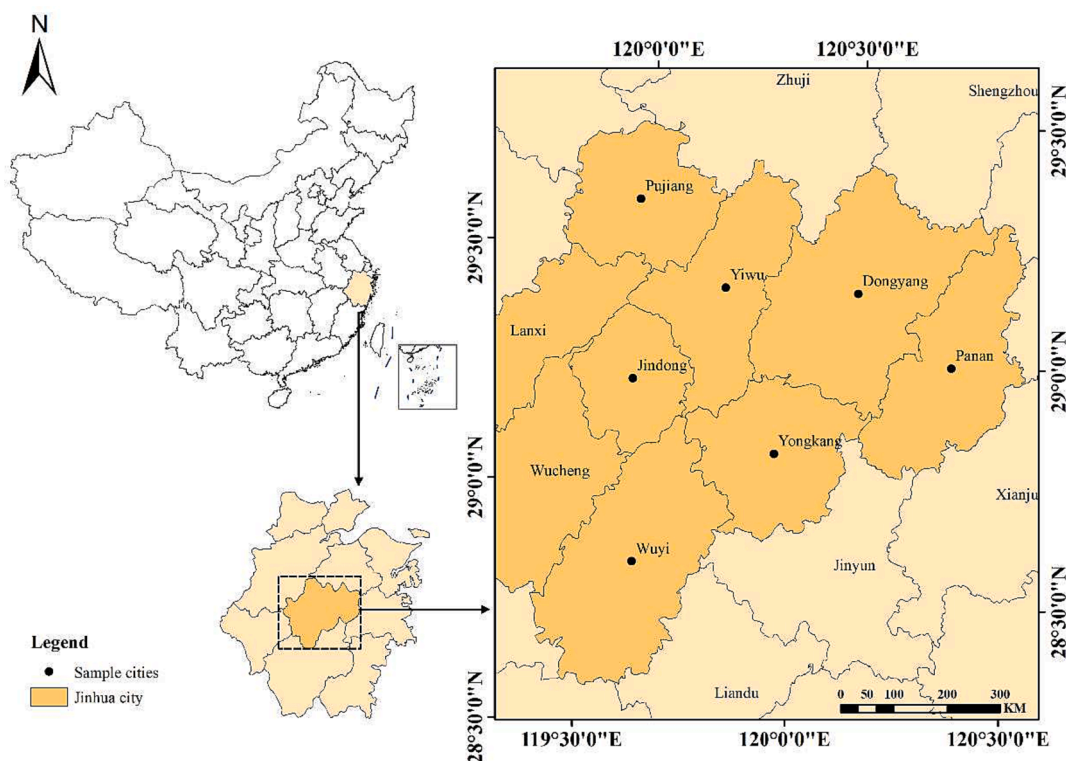 N
120°0'0"E
120°30'0"E
Zhuji
Shengzhou
29°30'0"N
29°30'0"N
Pujiang
Yiwu
Dongyang
Lanxi
Jindong
Panan
29°0'0"N
29°0'0"N
Yongkang
Wucheng
Xianju
Wuyi
Jinyun
28°30'0"N
28°30'0"N
Liandu
0 50 100 200 300
KM
119°30'0"E
120°0'0"E
120°30'0"E
Legend
Sample cities
Jinhua city